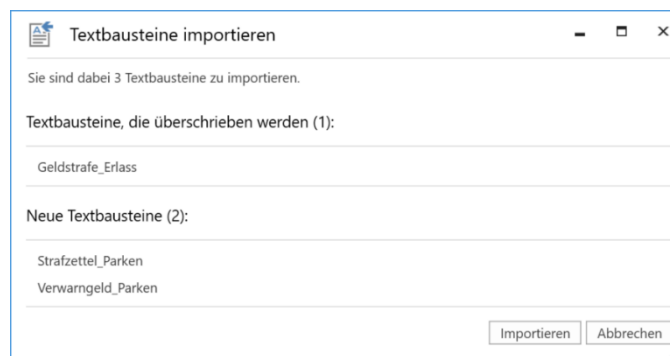 Textbausteine importieren
Sie sind dabei 3 Textbausteine zu importieren.
Textbausteine, die überschrieben werden (1):
Geldstrafe_Erlass
Neue Textbausteine (2):
Strafzettel_Parken
Verwarngeld_Parken
Importieren Abbrechen